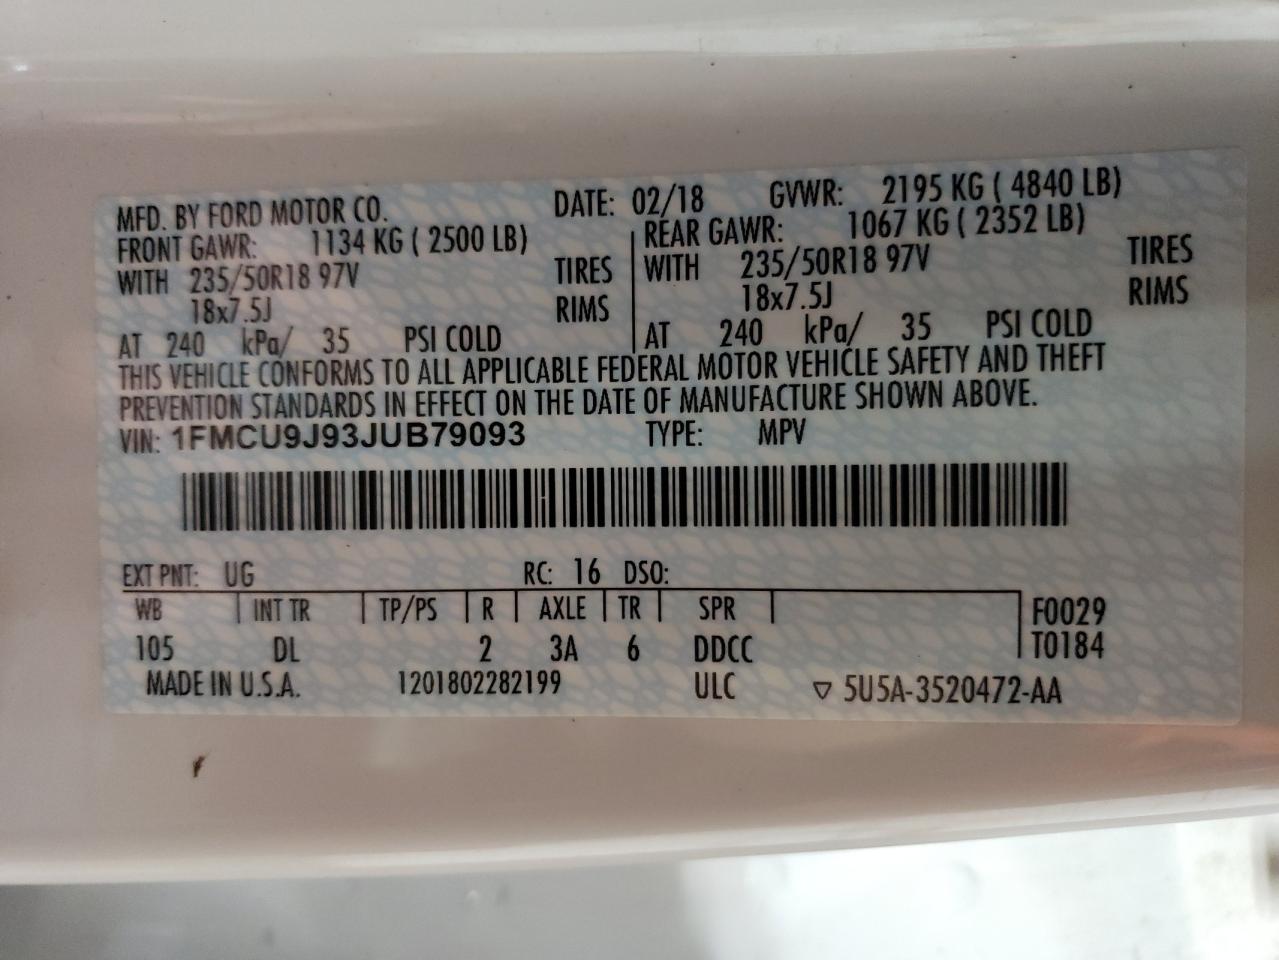 MFD. BY FORD MOTOR CO. DATE: 02/18 GVWR: 2195 KG ( 4840 LB)
FRONT GAWR: 1134 KG ( 2500 LB) REAR GAWR: 1067 KG ( 2352 LB)
WITH 235/50R18 97V TIRES WITH 235/50R18 97V TIRES
18x7.5J RIMS 18x7.5J RIMS
AT 240 kPa/ 35 PSI COLD AT 240 kPa/ 35 PSI COLD
THIS VEHICLE CONFORMS TO ALL APPLICABLE FEDERAL MOTOR VEHICLE SAFETY AND THEFT
PREVENTION STANDARDS IN EFFECT ON THE DATE OF MANUFACTURE SHOWN ABOVE.
VIN: 1FMCU9J93JUB79093 TYPE: MPV
EXT PNT: UG RC: 16 DSO:
WB INT TR TP/PS R AXLE TR SPR F0029
105 DL 2 3A 6 DDCC T0184
MADE IN U.S.A. 1201802282199 ULC ▽ 5U5A-3520472-AA